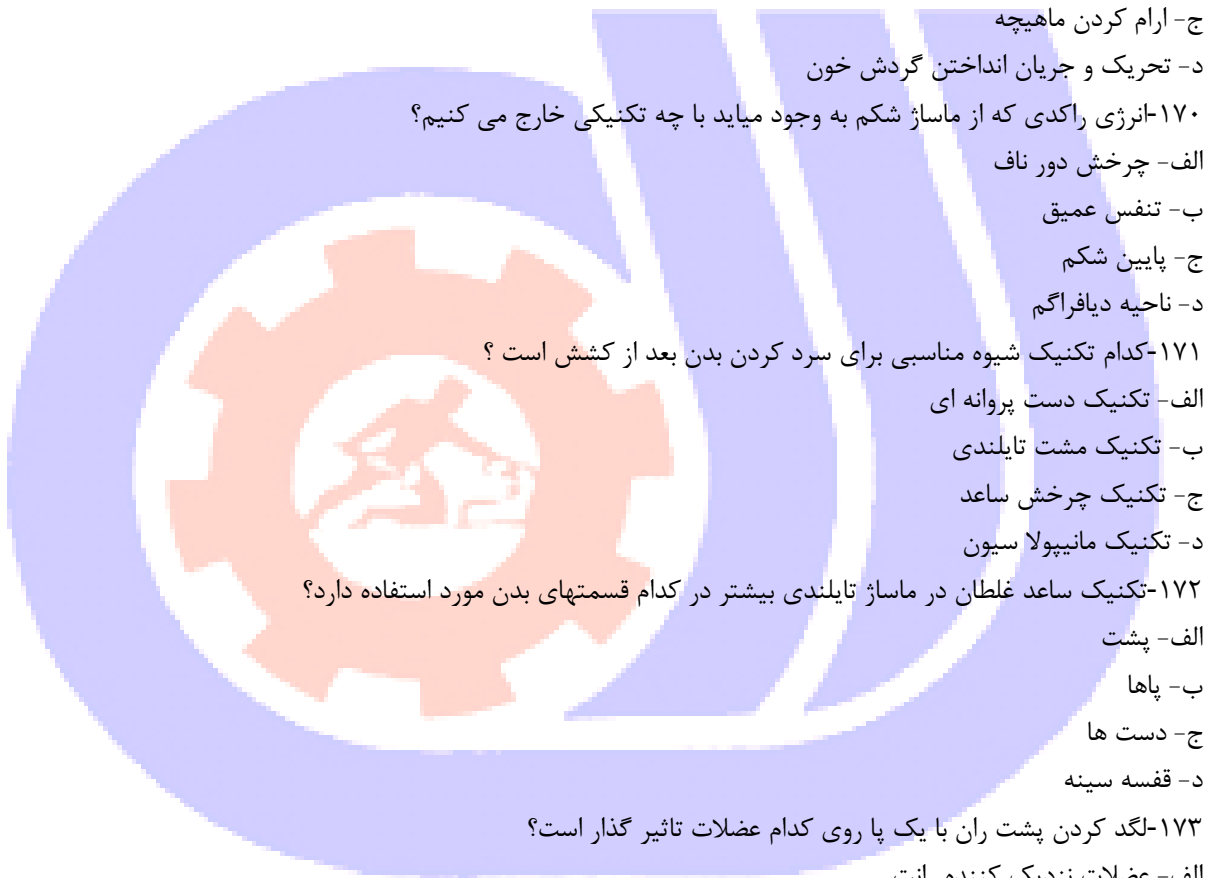 ج- ارام کردن ماهیچه
د- تحریک و جریان انداختن گردش خون
۱۷۰-انرژی راکدی که از ماساژ شکم به وجود میاید با چه تکنیکی خارج می کنیم؟
الف- چرخش دور ناف
ب- تنفس عمیق
ج- پایین شکم
د- ناحیه دیافراگم
۱۷۱-کدام تکنیک شیوه مناسبی برای سرد کردن بدن بعد از کشش است ؟
الف- تکنیک دست پروانه ای
ب- تکنیک مشت تایلندی
ج- تکنیک چرخش ساعد
د- تکنیک مانیپولا سیون
۱۷۲-تکنیک ساعد غلطان در ماساژ تایلندی بیشتر در کدام قسمتهای بدن مورد استفاده دارد؟
الف- پشت
ب- پاها
ج- دست ها
د- قفسه سینه
۱۷۳-لگد کردن پشت ران با یک پا روی کدام عضلات تاثیر گذار است؟
الف- عضلات نزدیک کننده